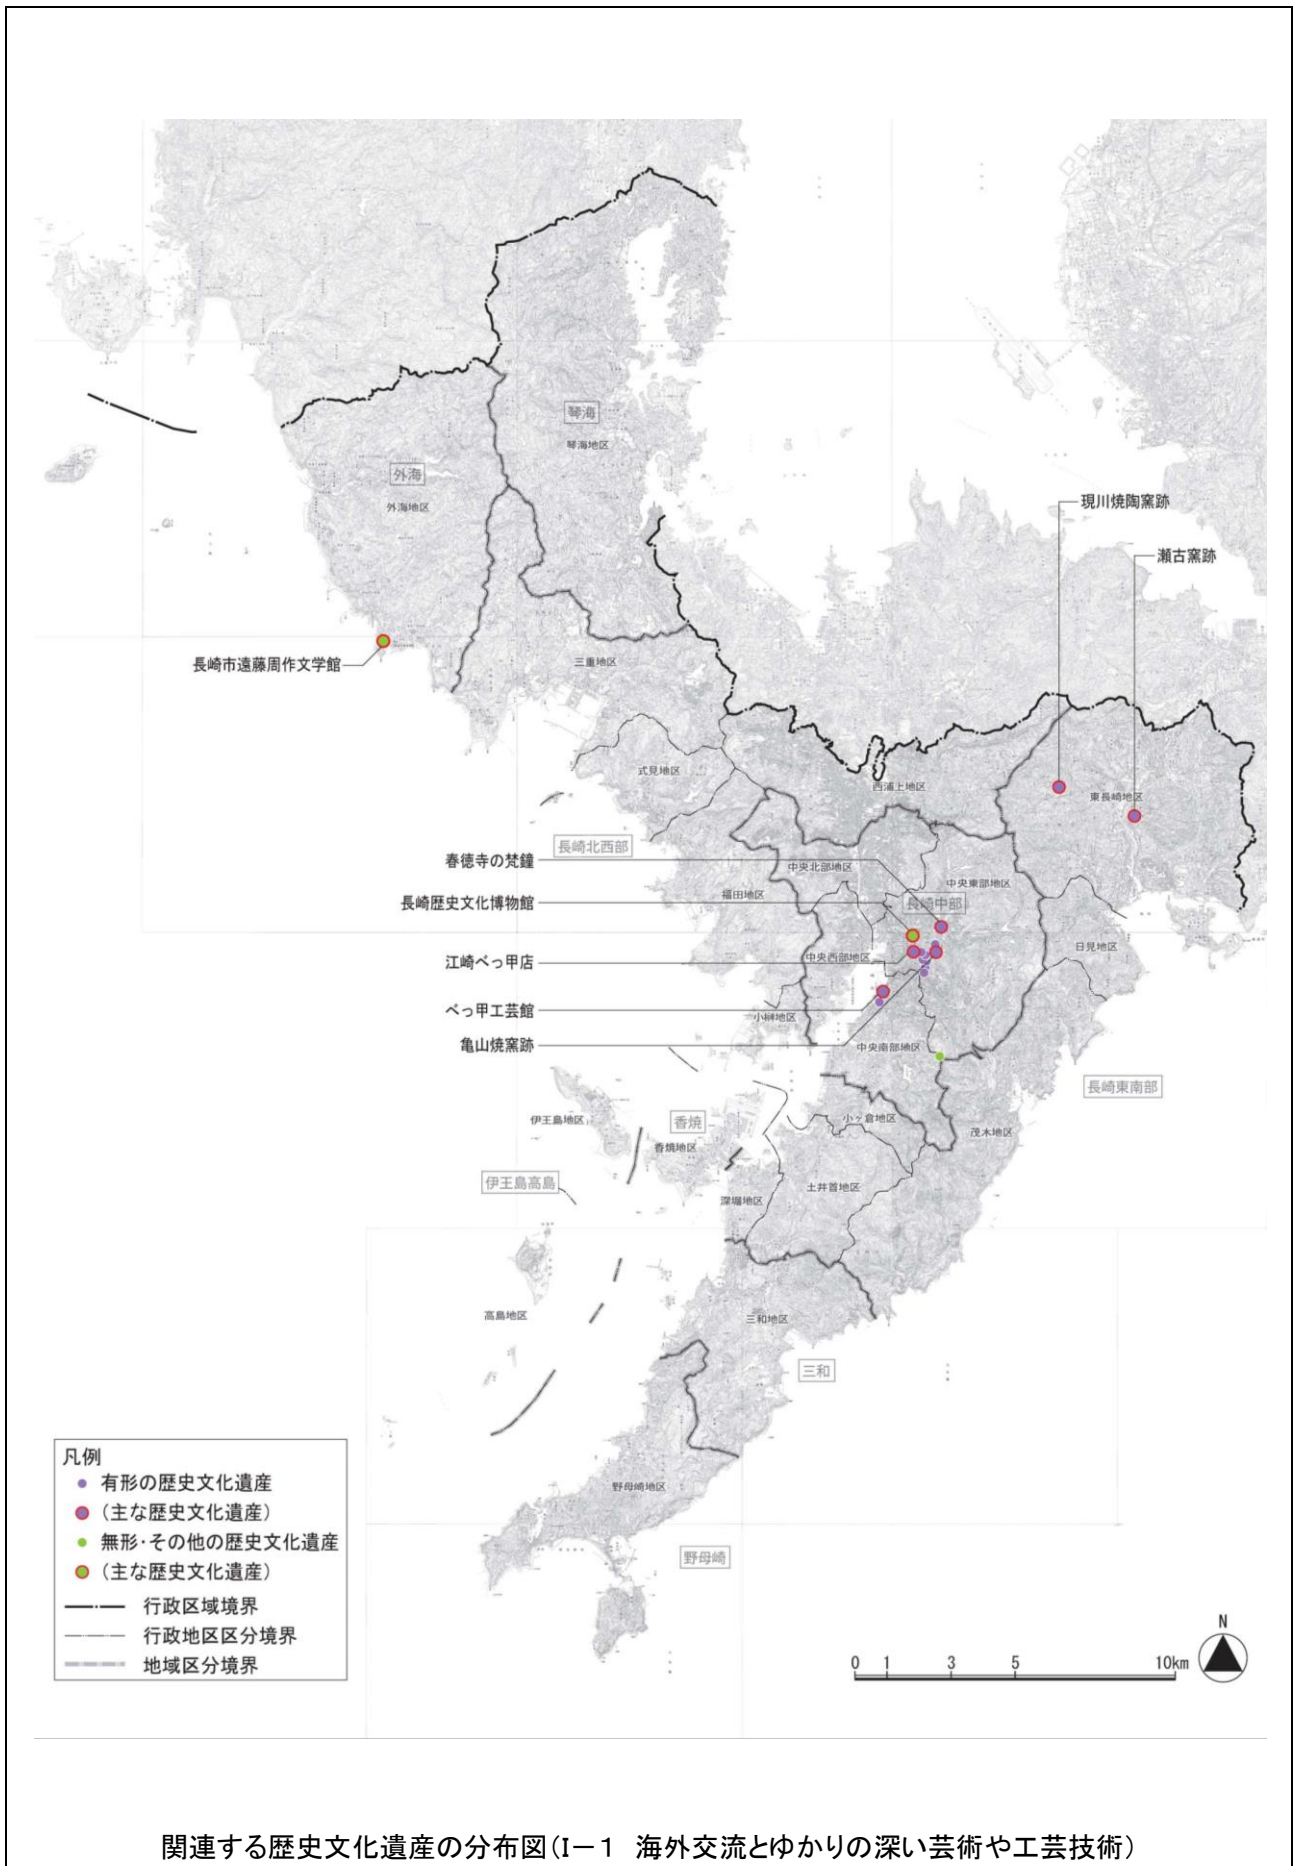 琴海
琴海地区
外海
外海地区
現川焼陶窯跡
瀬古窯跡
長崎市遠藤周作文学館
三重地区
式見地区
西浦上地区
東長崎地区
長崎北西部
春徳寺の梵鐘
中央北部地区
中央東部地区
福田地区
長崎歴史文化博物館
長崎中部
日見地区
江崎べっ甲店
中央西部地区
べっ甲工芸館
小榊地区
亀山焼窯跡
中央南部地区
長崎東南部
伊王島地区
香焼
小ヶ倉地区
香焼地区
茂木地区
伊王島高島
深堀地区
土井首地区
高島地区
三和地区
三和
野母崎地区
野母崎
凡例
有形の歴史文化遺産
(主な歴史文化遺産)
無形・その他の歴史文化遺産
(主な歴史文化遺産)
行政区域境界
行政地区区分境界
地域区分境界
N
0 1 3 5 10km
関連する歴史文化遺産の分布図(I－1 海外交流とゆかりの深い芸術や工芸技術)